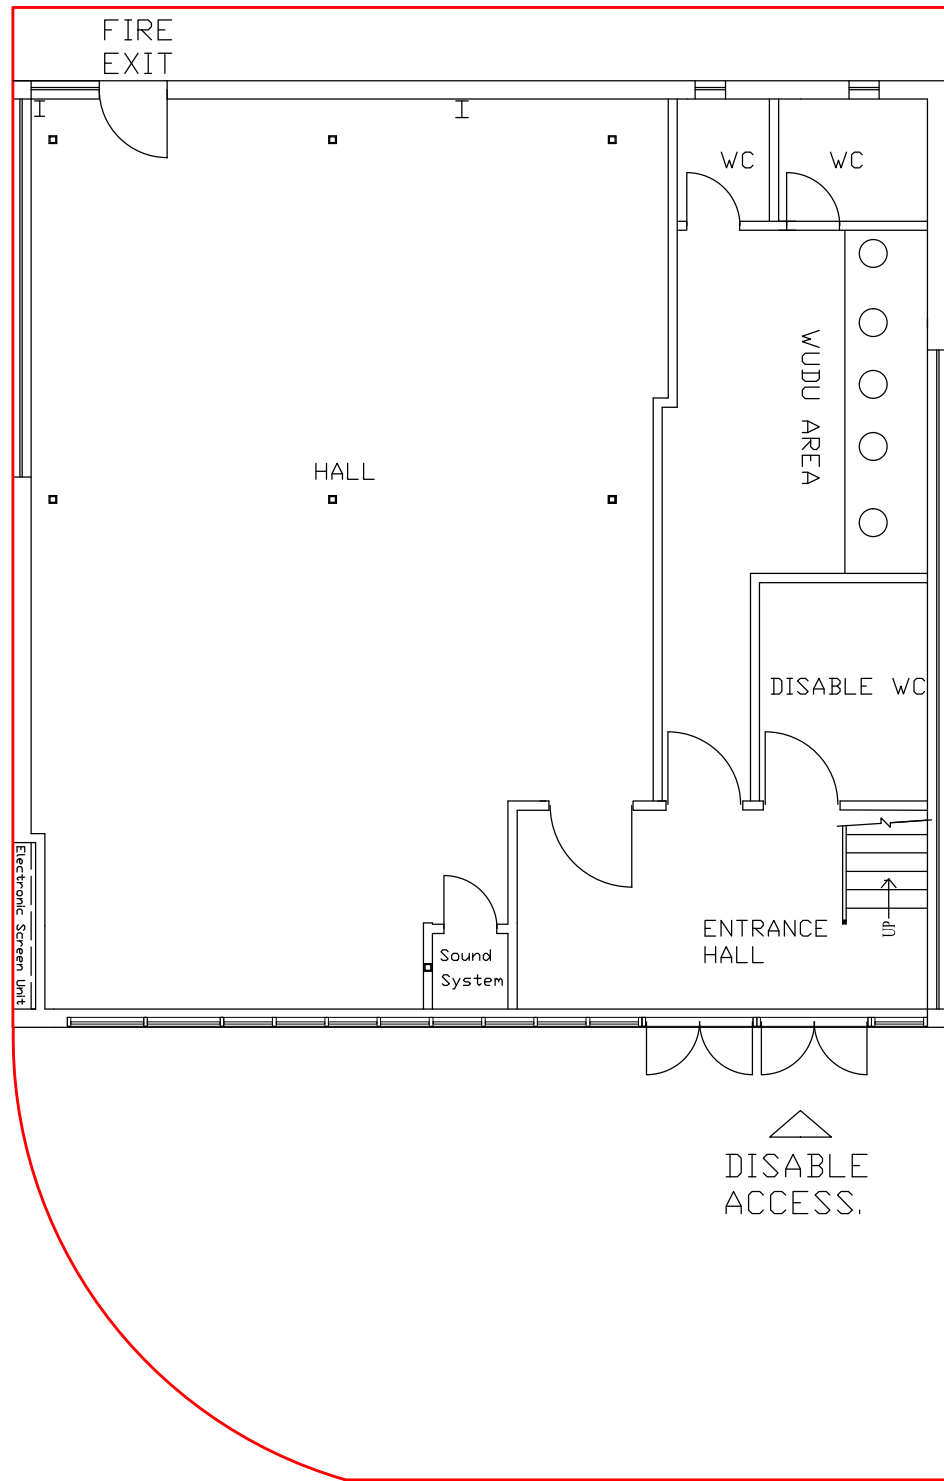 FIRE
EXIT
WC
WC
WUDU AREA
HALL
DISABLE WC
Electronic Screen Unit
Sound
System
ENTRANCE
HALL
UP
DISABLE
ACCESS.